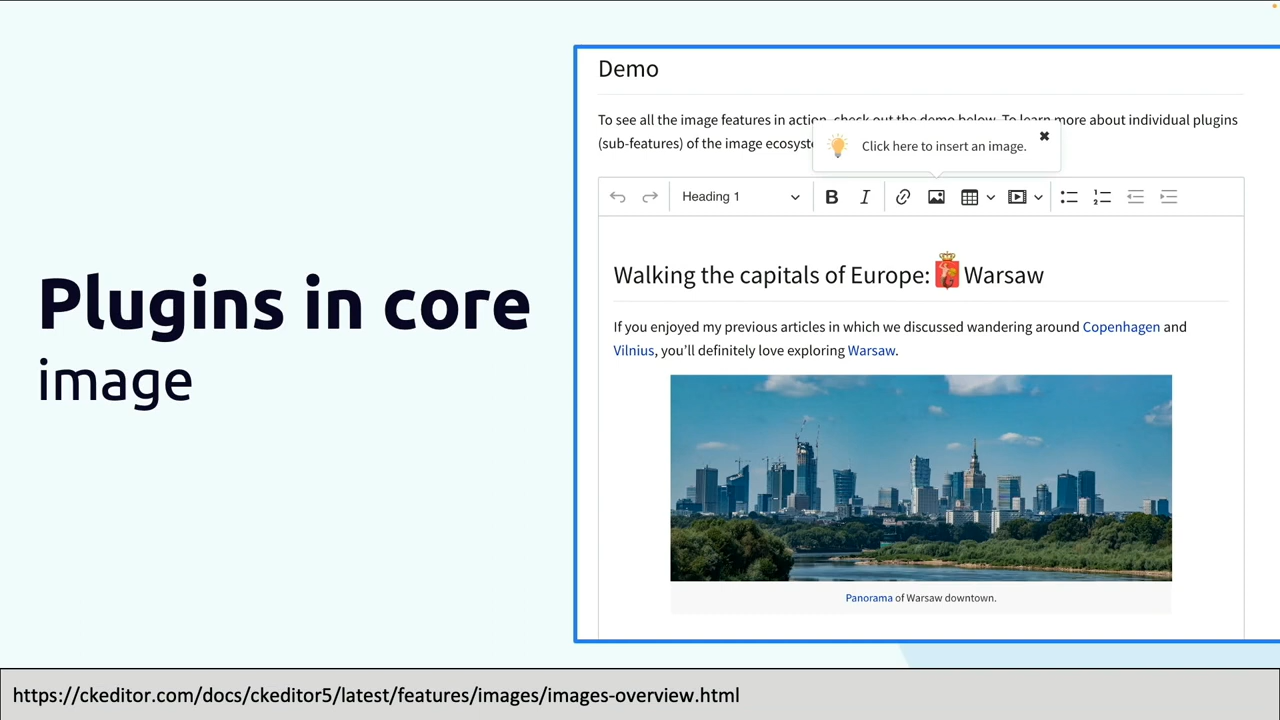 Plugins in core
image
Demo
To see all the image features in action, check out the demo below. To learn more about individual plugins
(sub-features) of the image ecosyst
Click here to insert an image.
Heading 1
B I
Walking the capitals of Europe: Warsaw
If you enjoyed my previous articles in which we discussed wandering around Copenhagen and
Vilnius, you’ll definitely love exploring Warsaw.
Panorama of Warsaw downtown.
https://ckeditor.com/docs/ckeditor5/latest/features/images/images-overview.html